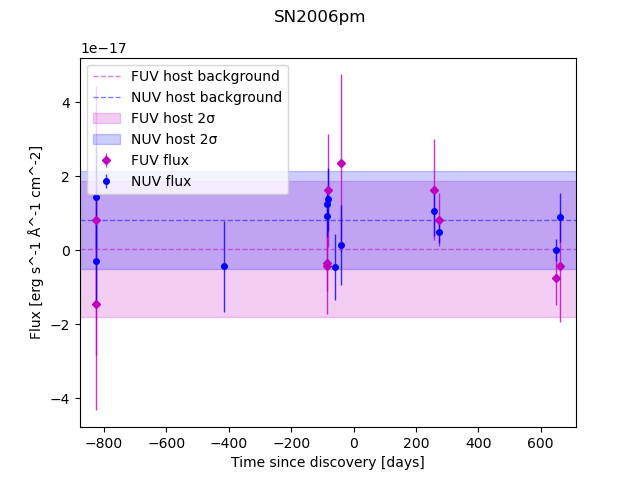 SN2006pm
1e−17
FUV host background
NUV host background
FUV host 2σ
NUV host 2σ
FUV flux
NUV flux
4
2
0
−2
−4
Flux [erg s^-1 Å^-1 cm^-2]
−800 −600 −400 −200 0 200 400 600
Time since discovery [days]